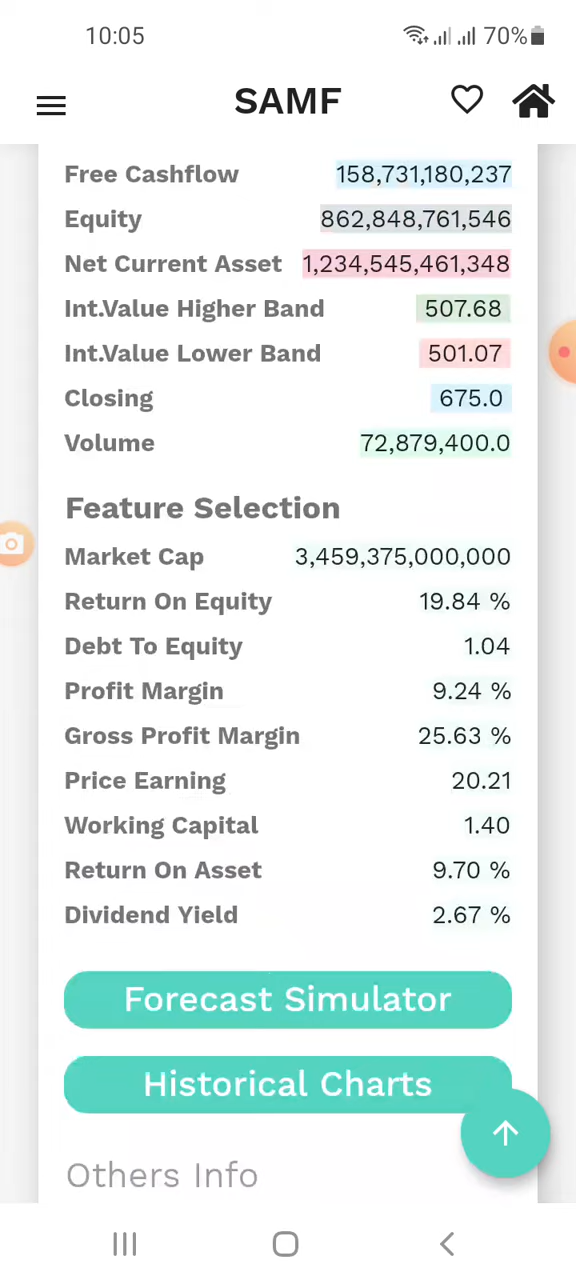 10:05 70%
SAMF
Free Cashflow 158,731,180,237
Equity 862,848,761,546
Net Current Asset 1,234,545,461,348
Int.Value Higher Band 507.68
Int.Value Lower Band 501.07
Closing 675.0
Volume 72,879,400.0
Feature Selection
Market Cap 3,459,375,000,000
Return On Equity 19.84 %
Debt To Equity 1.04
Profit Margin 9.24 %
Gross Profit Margin 25.63 %
Price Earning 20.21
Working Capital 1.40
Return On Asset 9.70 %
Dividend Yield 2.67 %
Forecast Simulator
Historical Charts
Others Info